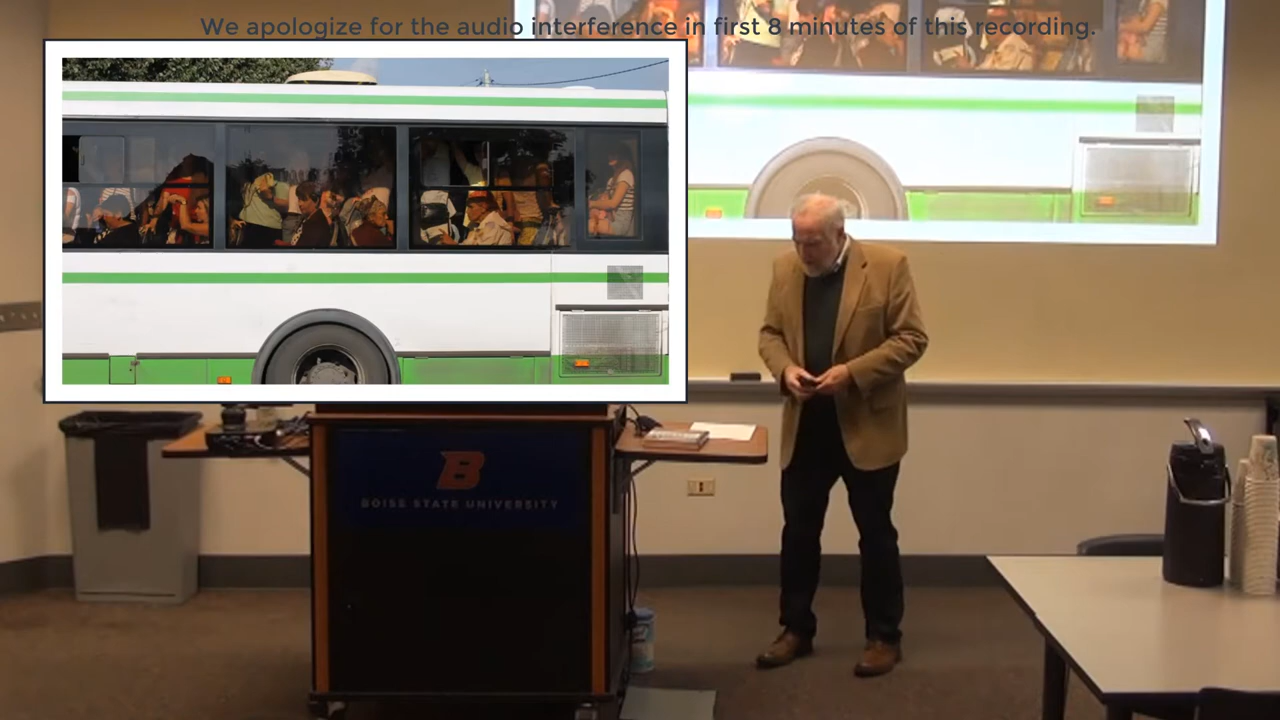 We apologize for the audio interference in first 8 minutes of this recording.
B
BOISE STATE UNIVERSITY